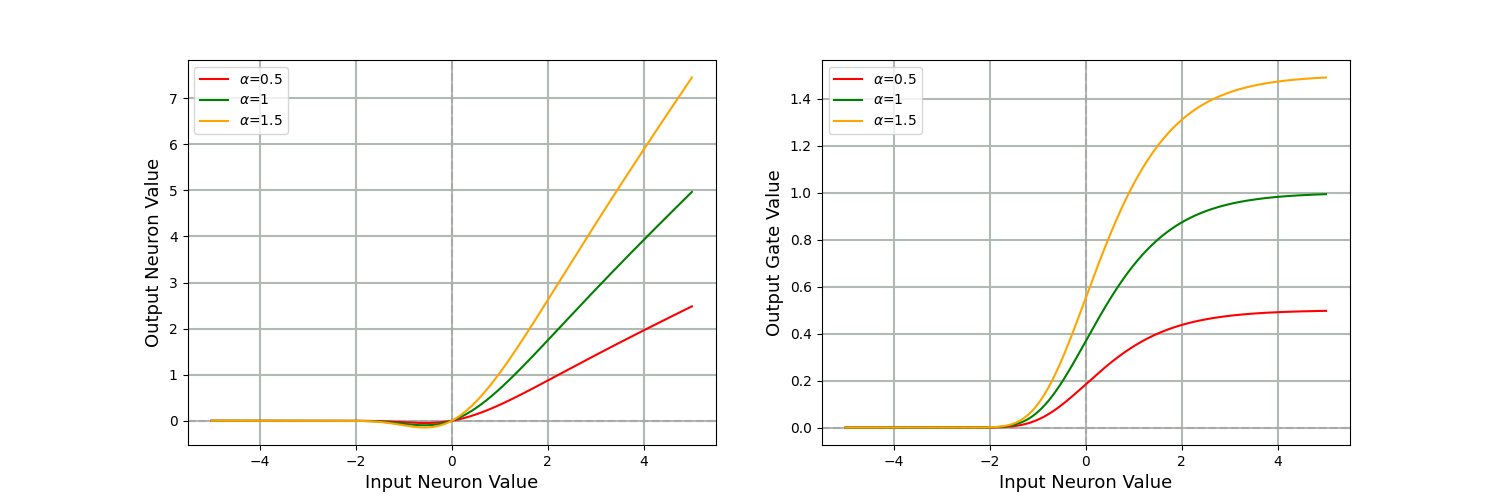 α=0.5
α=1
α=1.5
7
6
5
4
3
2
1
0
−4
−2
0
2
4
Input Neuron Value
Output Neuron Value
α=0.5
α=1
α=1.5
1.4
1.2
1.0
0.8
0.6
0.4
0.2
0.0
−4
−2
0
2
4
Input Neuron Value
Output Gate Value